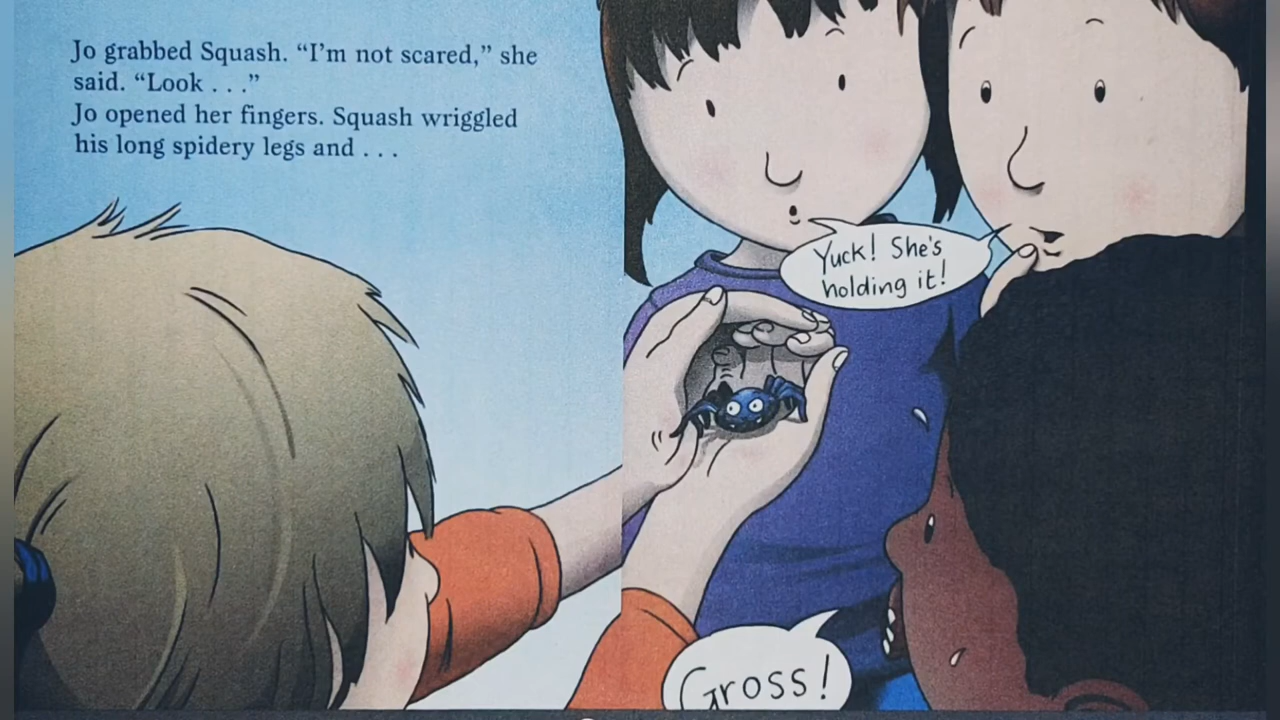 Jo grabbed Squash. “I’m not scared,” she
said. “Look . . .”
Jo opened her fingers. Squash wriggled
his long spidery legs and . . .
Yuck! She's
holding it!
Gross!